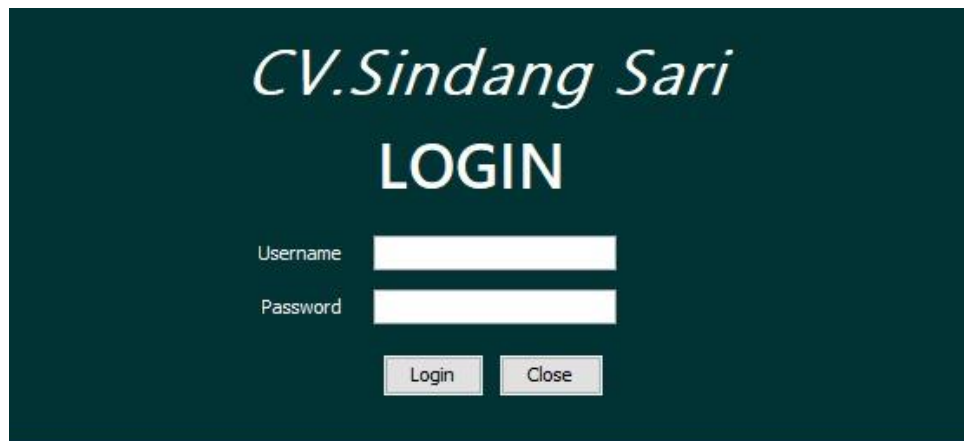 CV.Sindang Sari
LOGIN
Username
Password
Login Close